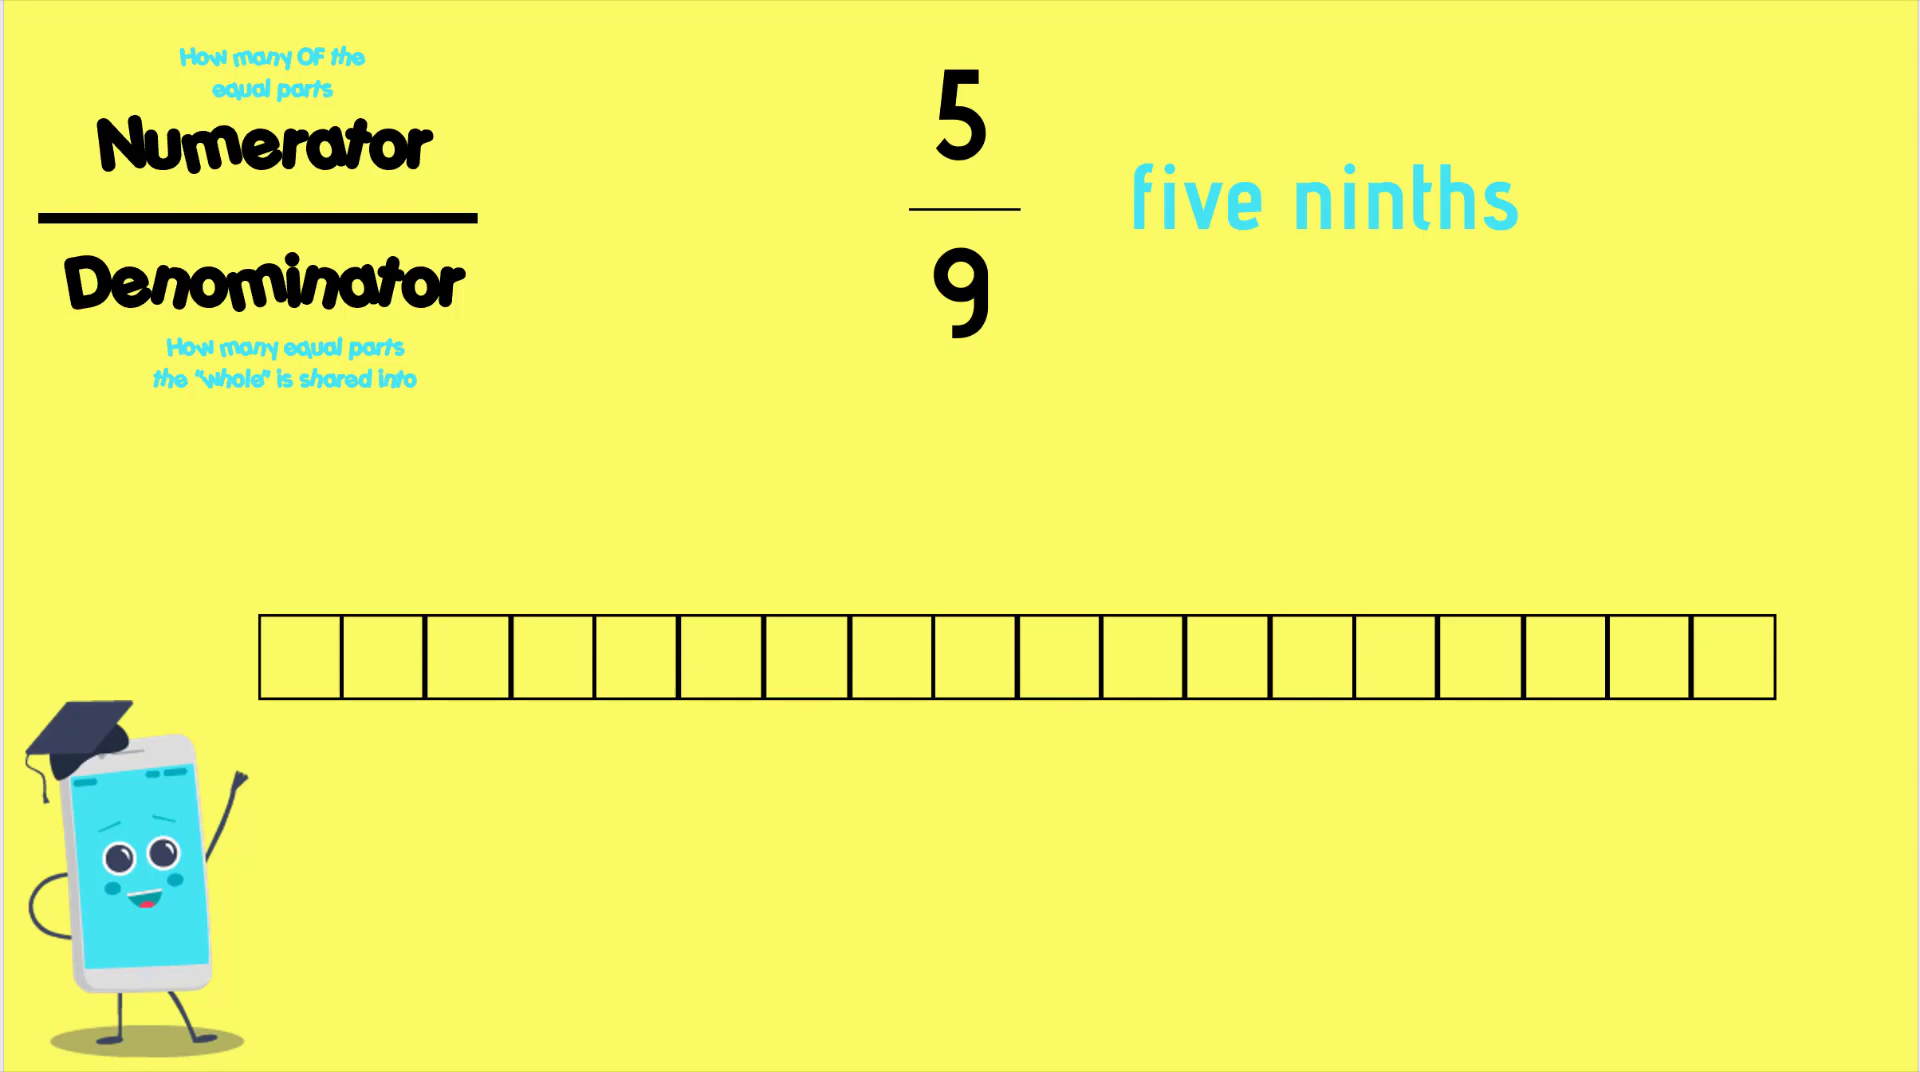 How many OF the
equal parts
Numerator
Denominator
How many equal parts
the "whole" is shared into
5
9
five ninths